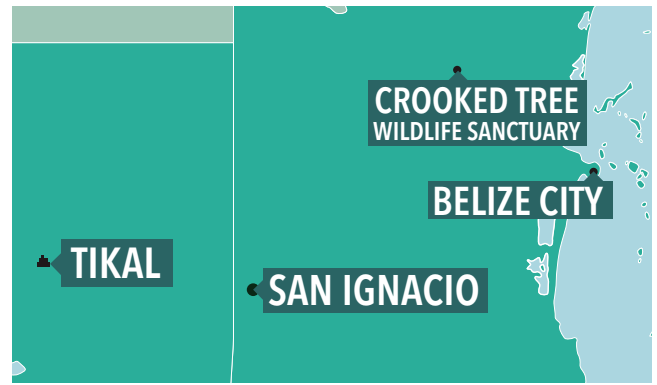 CROOKED TREE
WILDLIFE SANCTUARY
BELIZE CITY
TIKAL
SAN IGNACIO